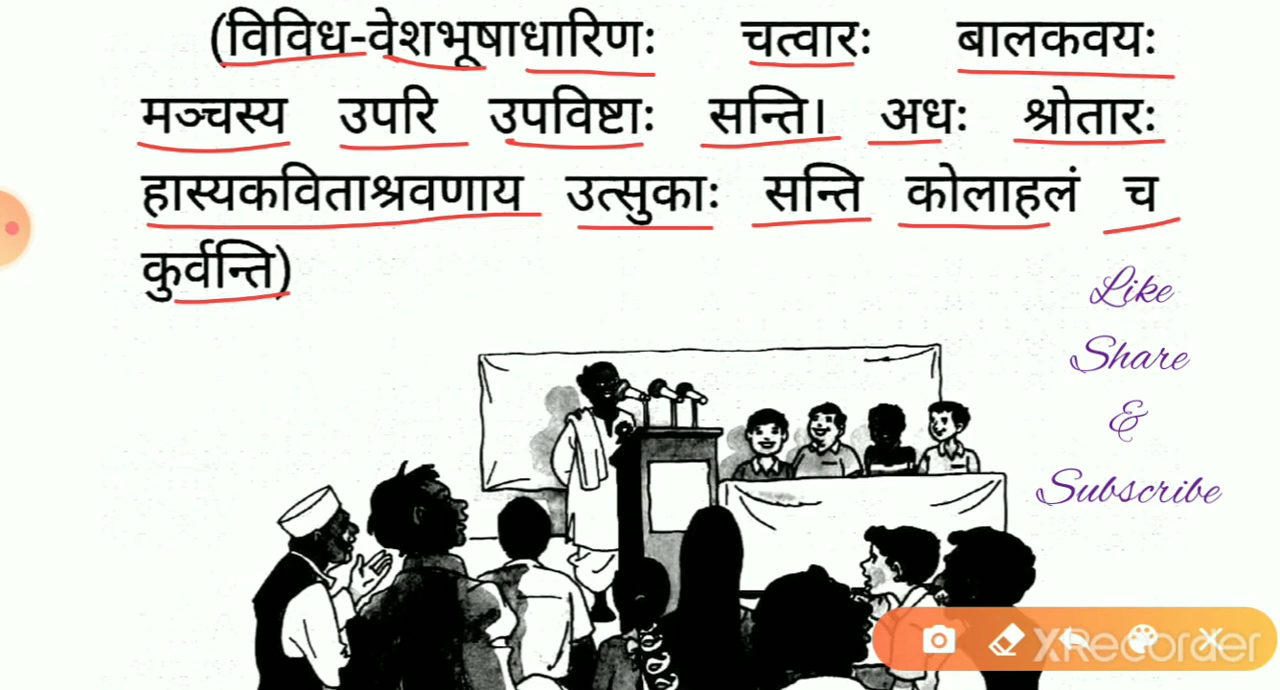 (विविध-वेशभूषाधारिणः चत्वारः बालकवयः
मञ्चस्य उपरि उपविष्टाः सन्ति। अधः श्रोतारः
हास्यकविताश्रवणाय उत्सुकाः सन्ति कोलाहलं च
कुर्वन्ति)
Like
Share
&
Subscribe
XRecorder